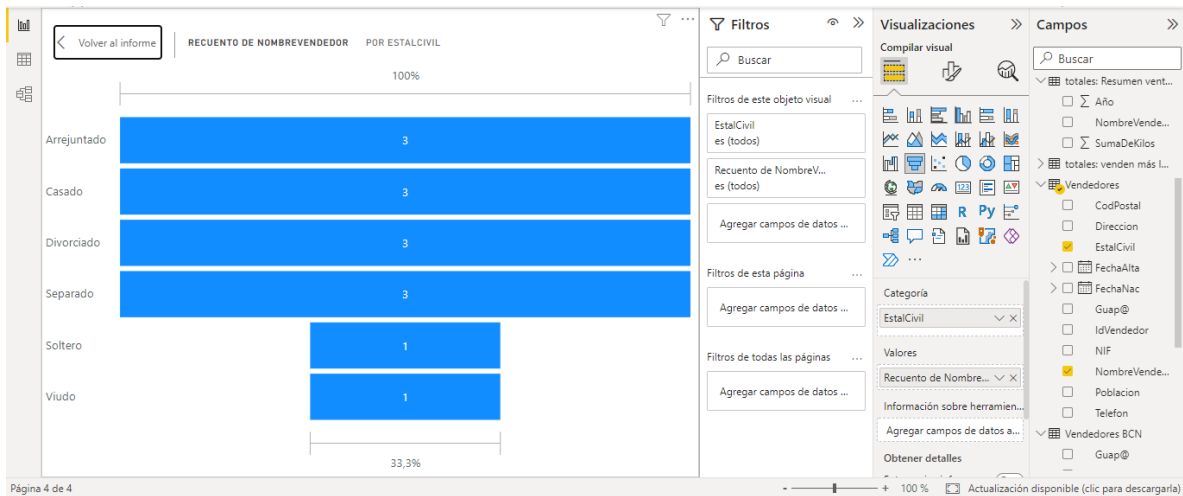 Volver al informe
RECUENTO DE NOMBREVENDEDOR POR ESTALCIVIL
100%
Arrejuntado 3
Casado 3
Divorciado 3
Separado 3
Soltero 1
Viudo 1
33,3%
Filtros
Buscar
Filtros de este objeto visual ...
EstalCivil
es (todos)
Recuento de NombreV...
es (todos)
Agregar campos de datos ...
Filtros de esta página ...
Agregar campos de datos ...
Filtros de todas las páginas ...
Agregar campos de datos ...
Visualizaciones
Compilar visual
123
R Py
...
Categoría
EstalCivil
Valores
Recuento de Nombre...
Información sobre herramien...
Agregar campos de datos a...
Obtener detalles
Campos
Buscar
totales: Resumen vent...
Año
NombreVende...
SumaDeKilos
totales: venden más l...
Vendedores
CodPostal
Direccion
EstalCivil
FechaAlta
FechaNac
Guap@
IdVendedor
NIF
NombreVende...
Poblacion
Telefon
Vendedores BCN
Guap@
Página 4 de 4
- + 100 %
Actualización disponible (clic para descargarla)